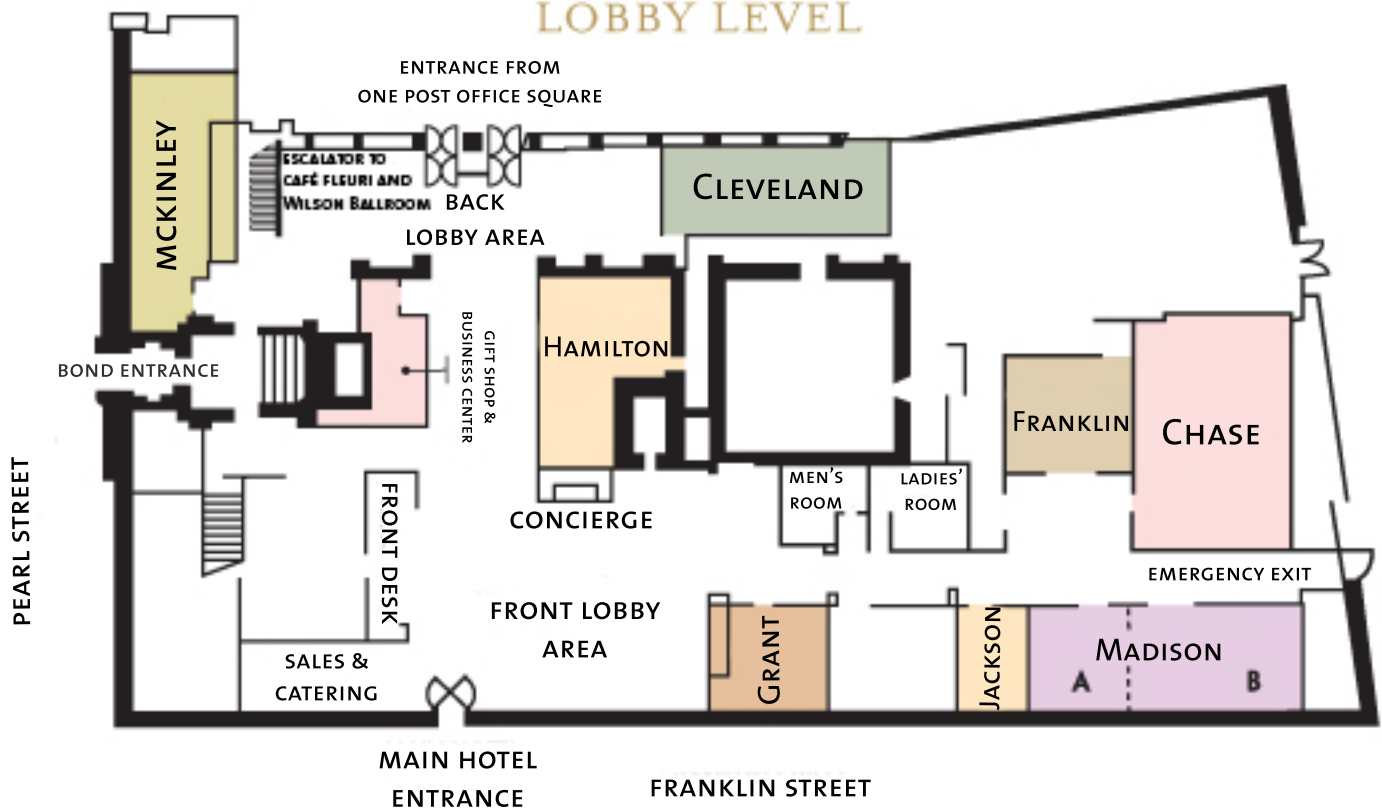 LOBBY LEVEL
ENTRANCE FROM
ONE POST OFFICE SQUARE
MCKINLEY
ESCALATOR TO
CAFÉ FLEURI AND
WILSON BALLROOM
BACK
LOBBY AREA
CLEVELAND
BOND ENTRANCE
GIFT SHOP &
BUSINESS CENTER
HAMILTON
FRANKLIN
CHASE
PEARL STREET
FRONT DESK
CONCIERGE
MEN'S
ROOM
LADIES'
ROOM
EMERGENCY EXIT
FRONT LOBBY
AREA
SALES &
CATERING
GRANT
JACKSON
MADISON
A
B
MAIN HOTEL
ENTRANCE
FRANKLIN STREET